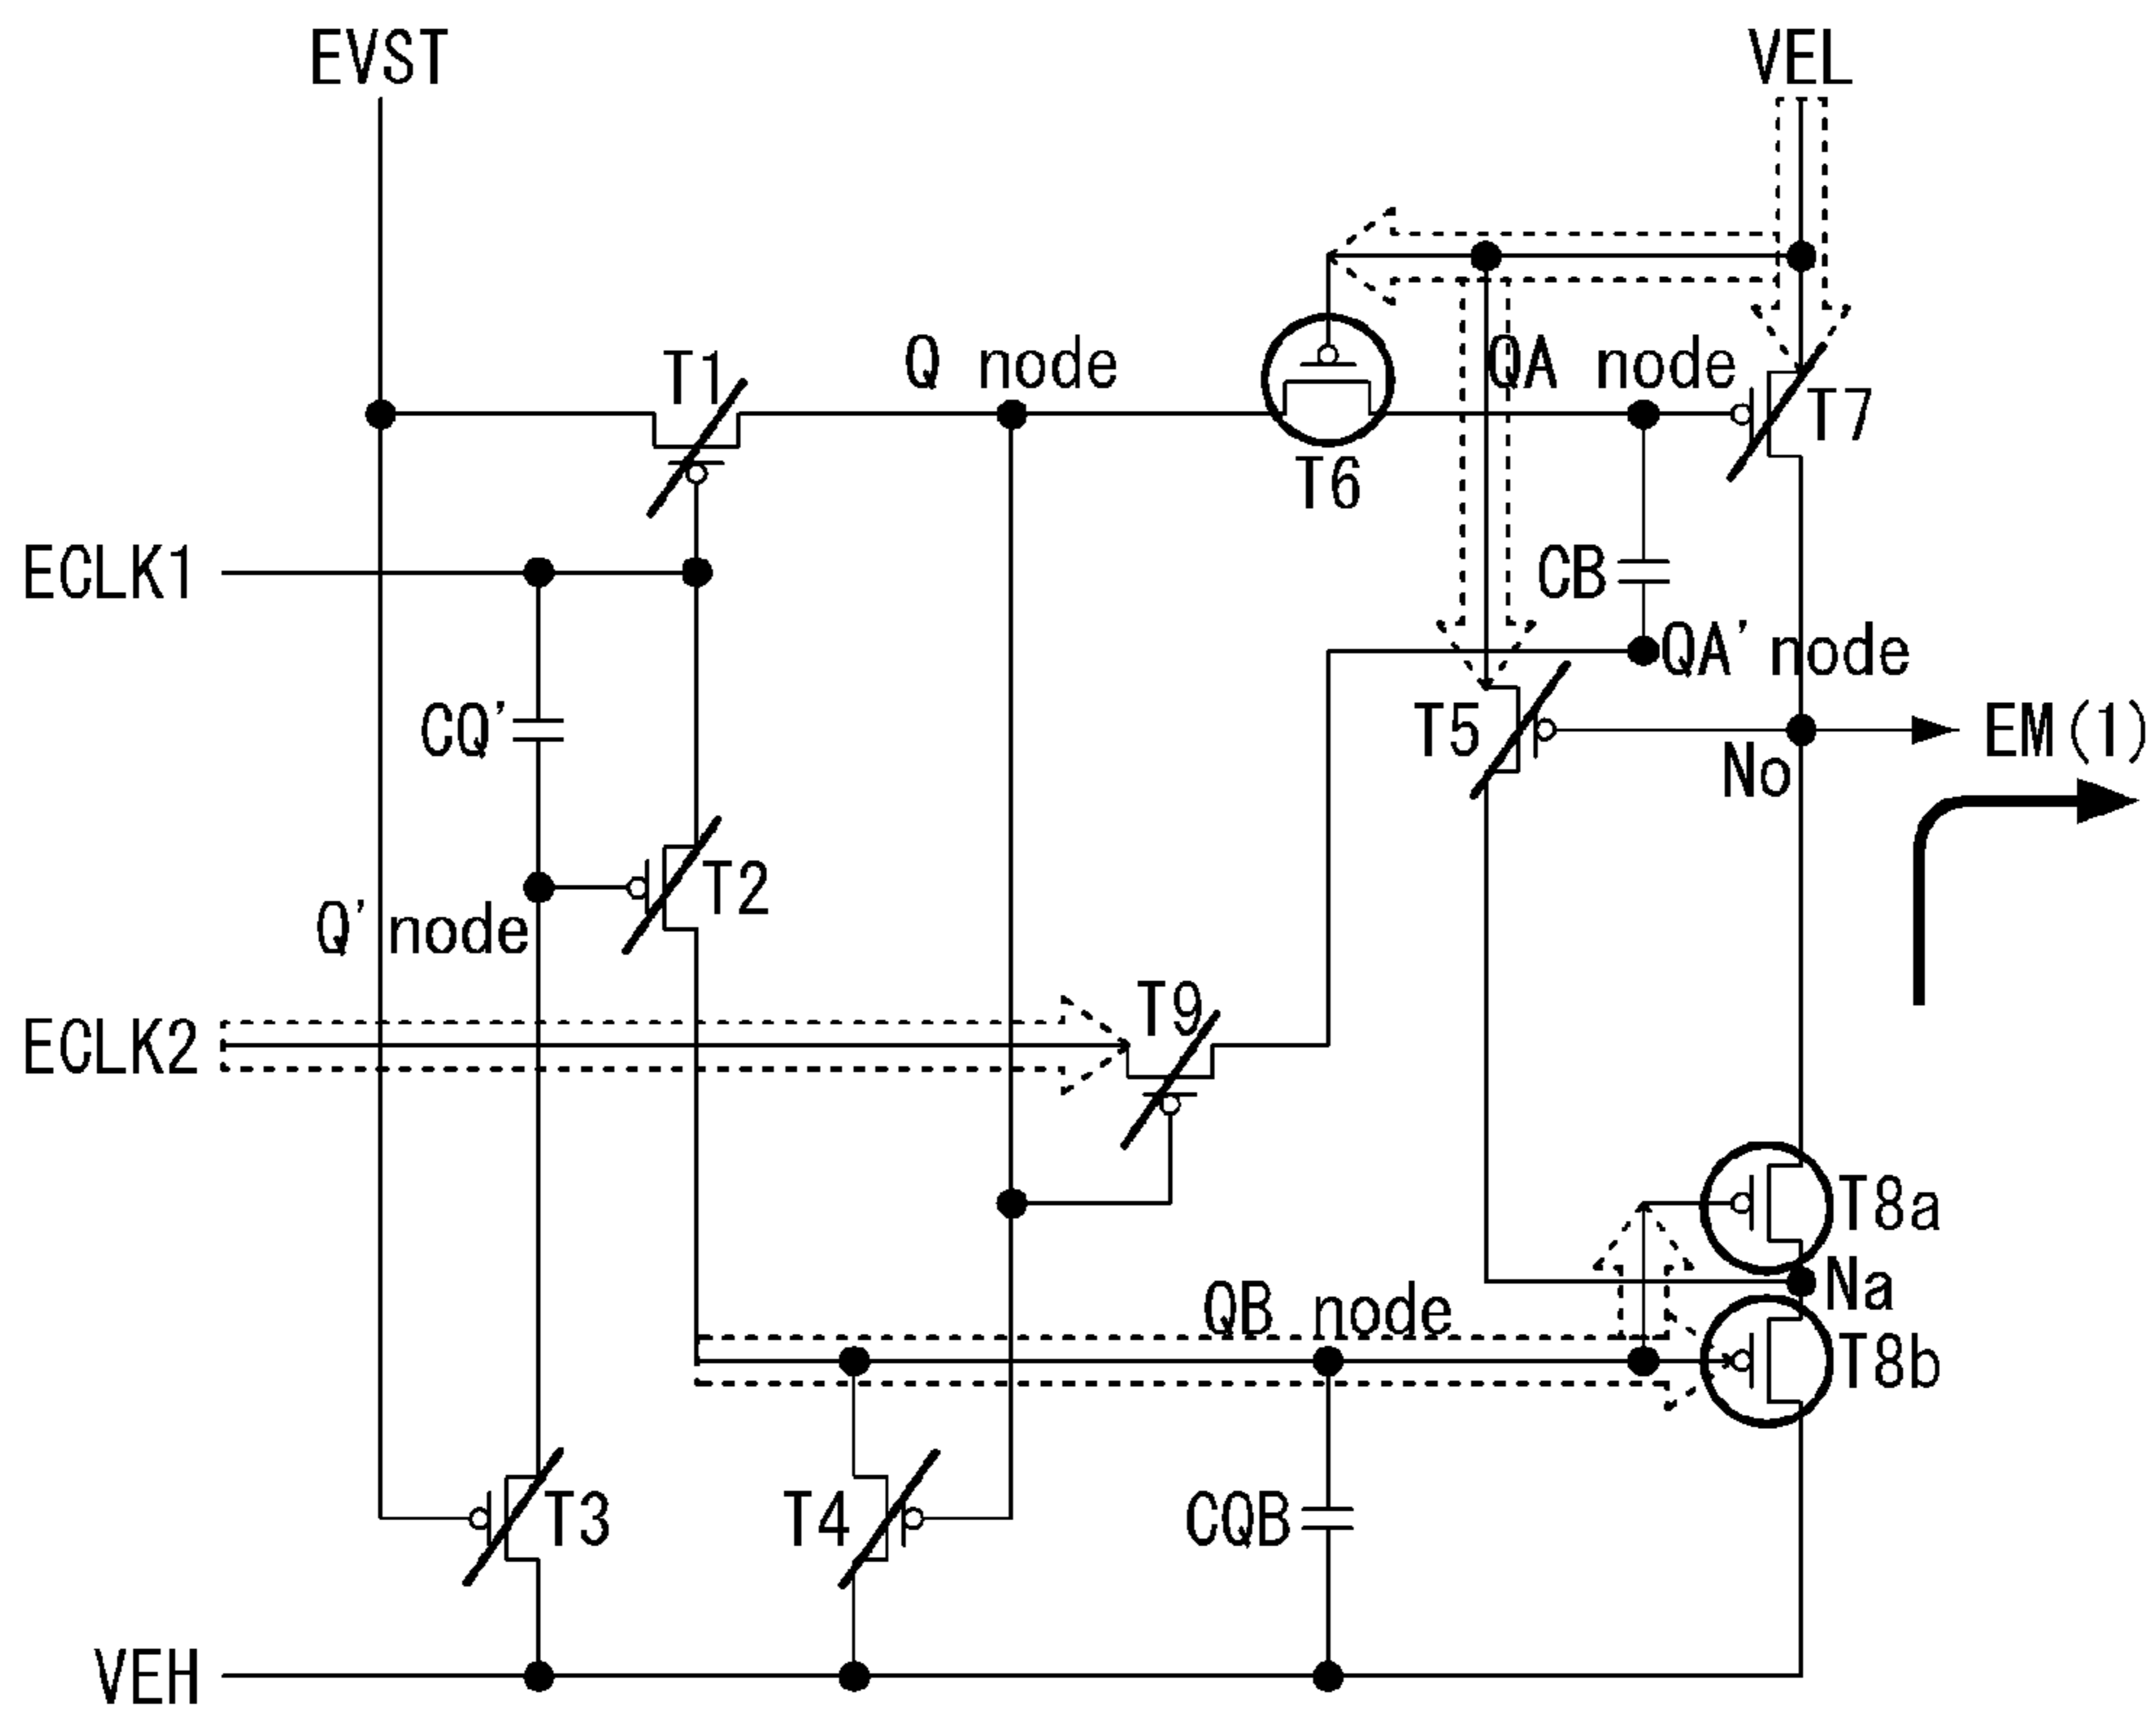 EVST
VEL
T1
Q node
QA node
T7
T6
ECLK1
CB
QA' node
CQ'
T5
EM(1)
No
T2
Q' node
T9
ECLK2
T8a
Na
QB node
T8b
T3
T4
CQB
VEH